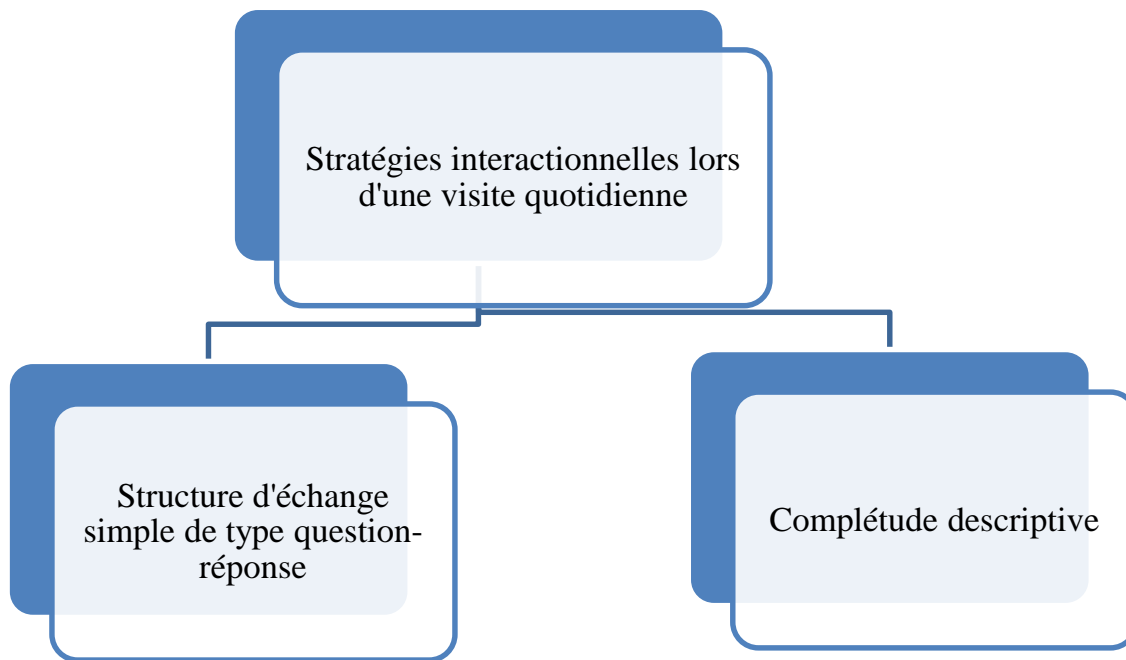 Stratégies interactionnelles lors
d'une visite quotidienne
Structure d'échange
simple de type question-
réponse
Complétude descriptive